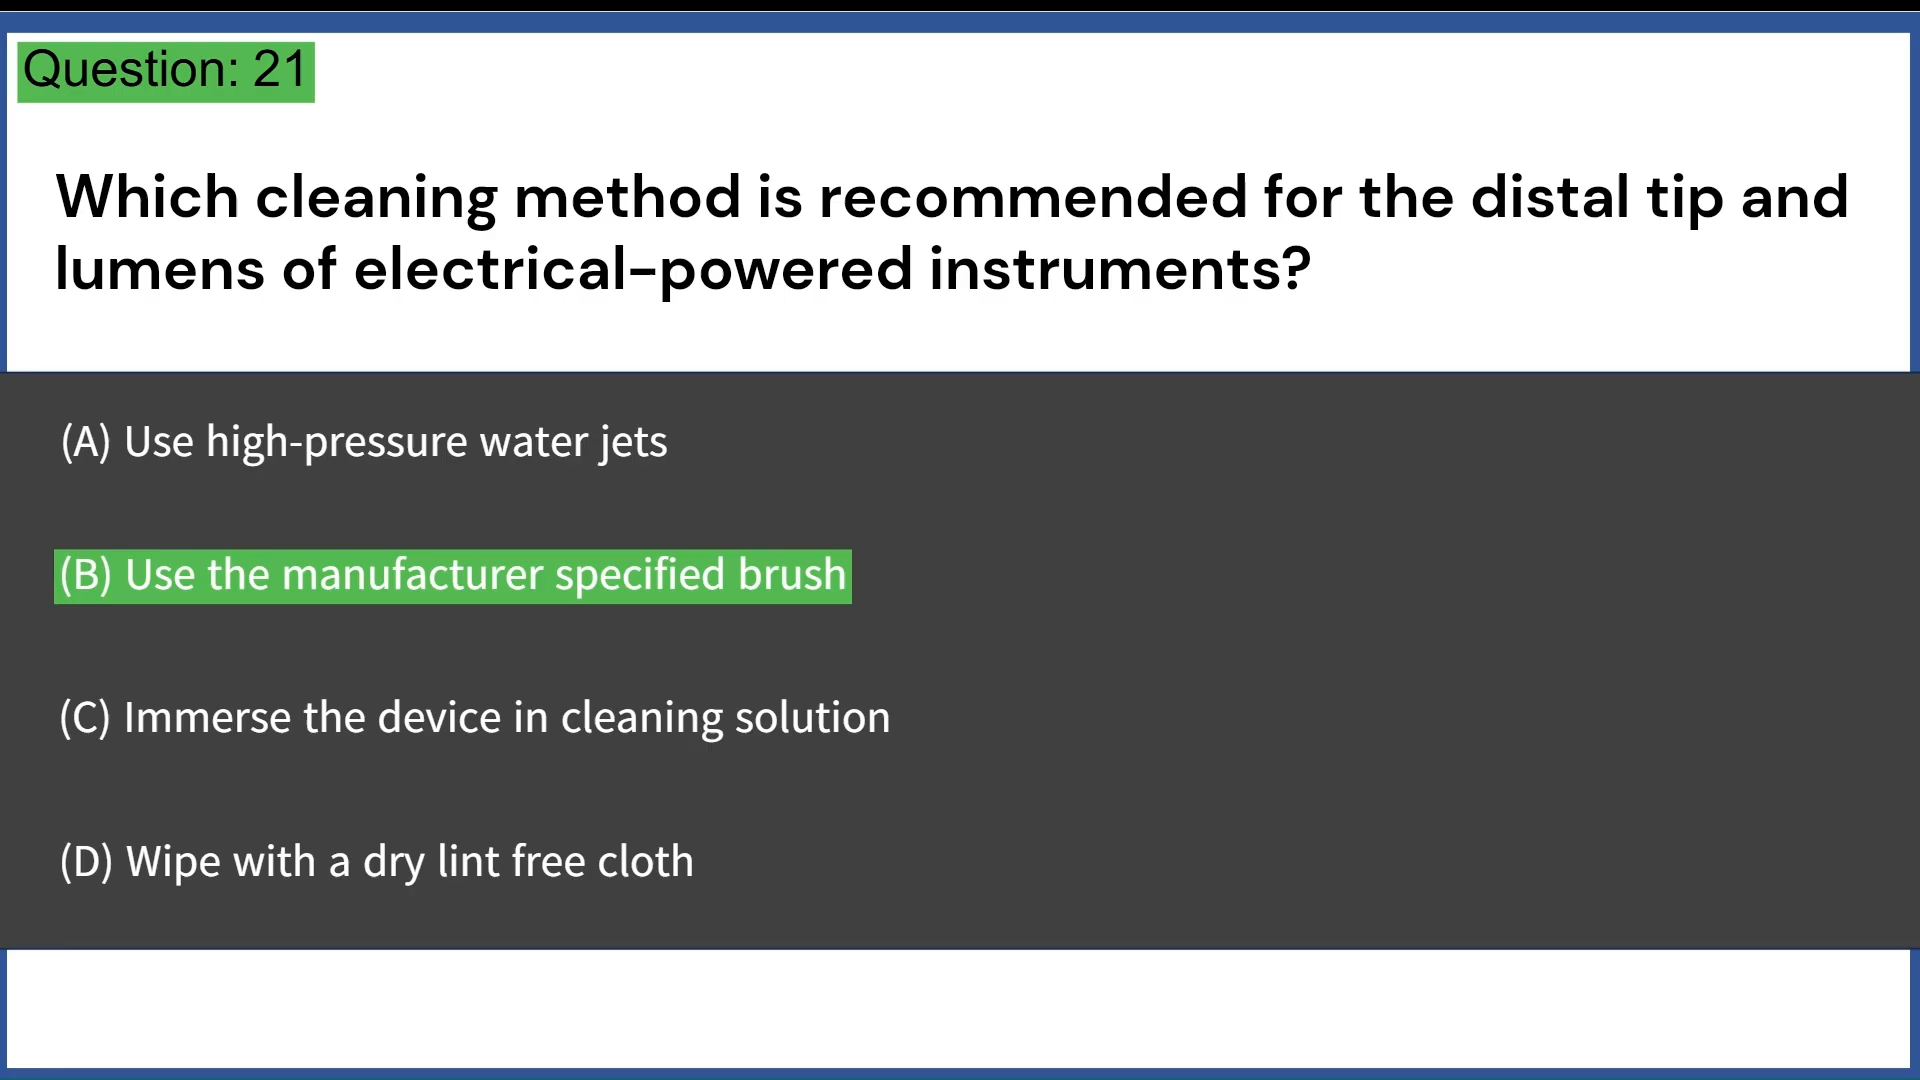 Question: 21
Which cleaning method is recommended for the distal tip and
lumens of electrical-powered instruments?
(A) Use high-pressure water jets
(B) Use the manufacturer specified brush
(C) Immerse the device in cleaning solution
(D) Wipe with a dry lint free cloth